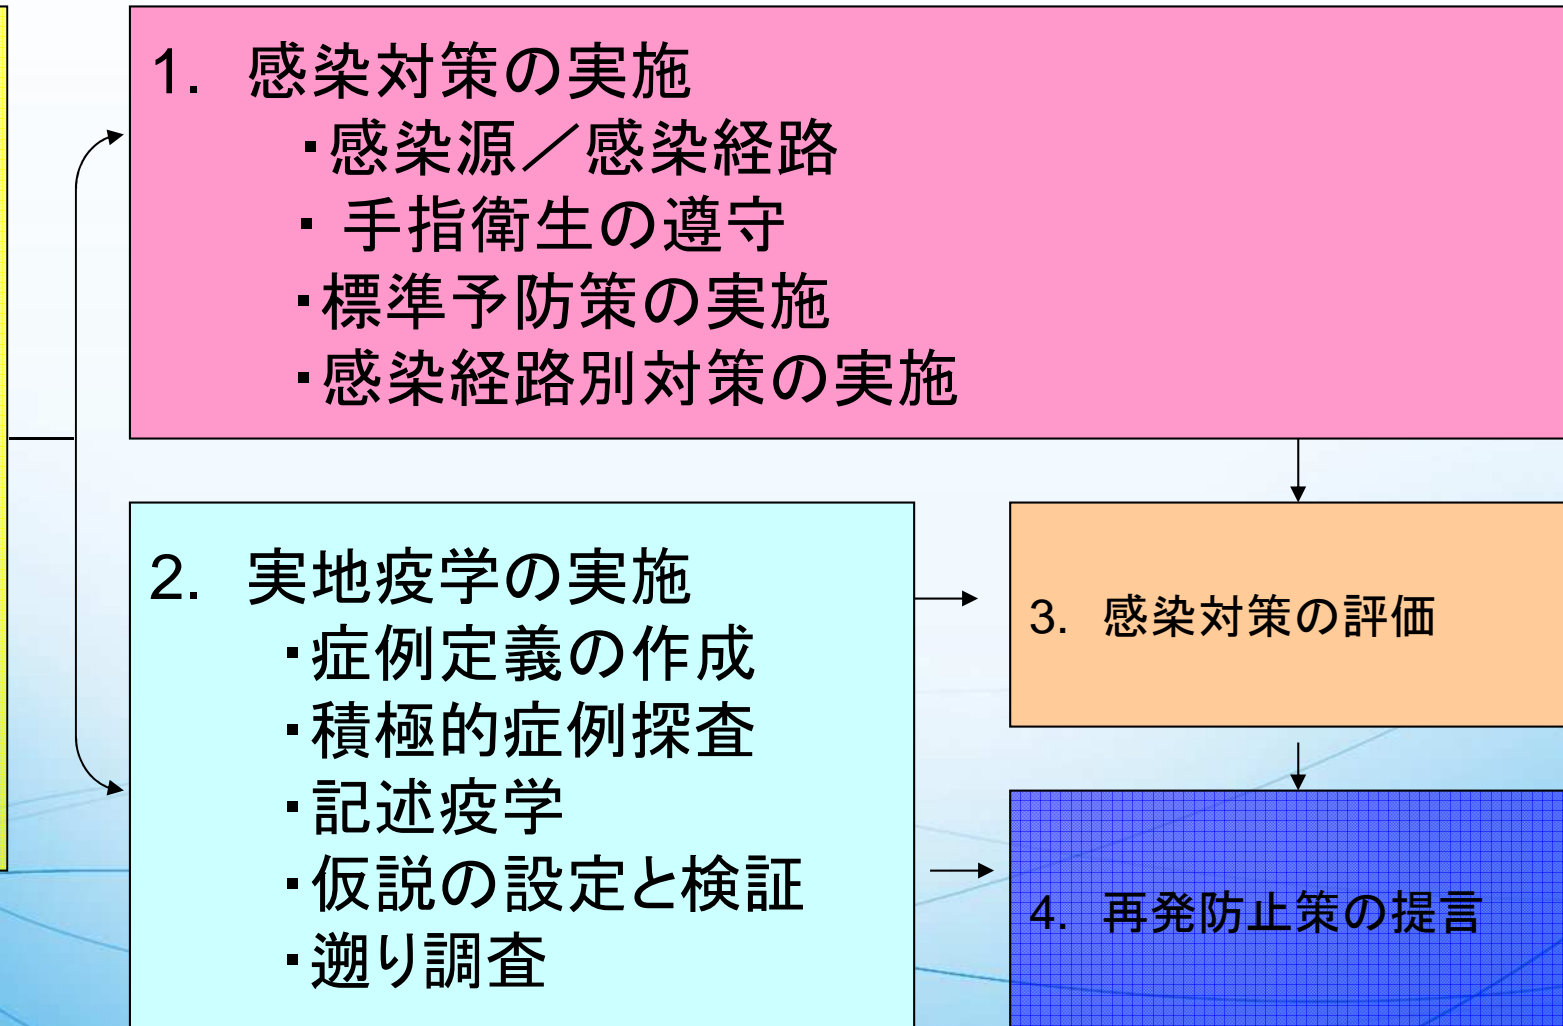 1. 感染対策の実施
・感染源／感染経路
・手指衛生の遵守
・標準予防策の実施
・感染経路別対策の実施
2. 実地疫学の実施
・症例定義の作成
・積極的症例探査
・記述疫学
・仮説の設定と検証
・遡り調査
3. 感染対策の評価
4. 再発防止策の提言